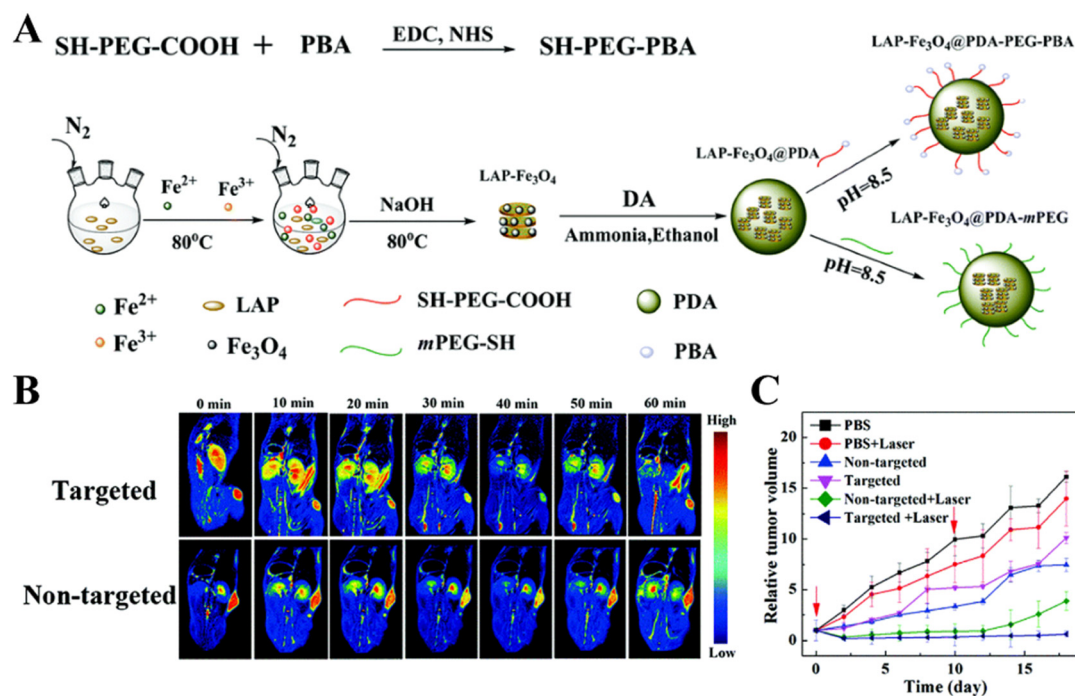 A
SH-PEG-COOH + PBA EDC, NHS SH-PEG-PBA
LAP-Fe₃O₄@PDA-PEG-PBA
N₂
Fe²⁺ Fe³⁺
80°C
N₂
NaOH
80°C
LAP-Fe₃O₄
DA
Ammonia,Ethanol
LAP-Fe₃O₄@PDA
pH=8.5
LAP-Fe₃O₄@PDA-mPEG
pH=8.5
Fe²⁺ LAP SH-PEG-COOH PDA
Fe³⁺ Fe₃O₄ mPEG-SH PBA
B
0 min 10 min 20 min 30 min 40 min 50 min 60 min
Targeted
Non-targeted
High
Low
C
Relative tumor volume
20
15
10
5
0
PBS
PBS+Laser
Non-targeted
Targeted
Non-targeted+Laser
Targeted +Laser
0 5 10 15
Time (day)